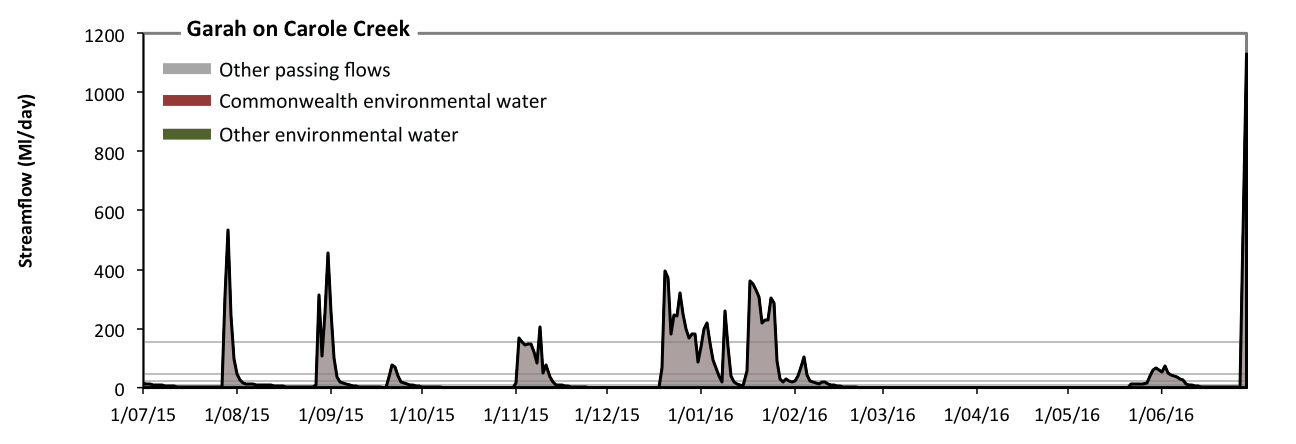 Garah on Carole Creek
Other passing flows
Commonwealth environmental water
Other environmental water
Streamflow (Ml/day)
1200
1000
800
600
400
200
0
1/07/15 1/08/15 1/09/15 1/10/15 1/11/15 1/12/15 1/01/16 1/02/16 1/03/16 1/04/16 1/05/16 1/06/16